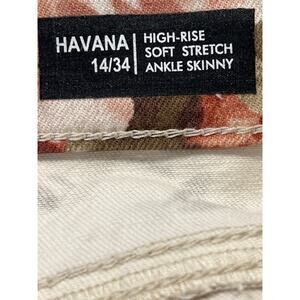 HAVANA
14/34
HIGH-RISE
SOFT STRETCH
ANKLE SKINNY